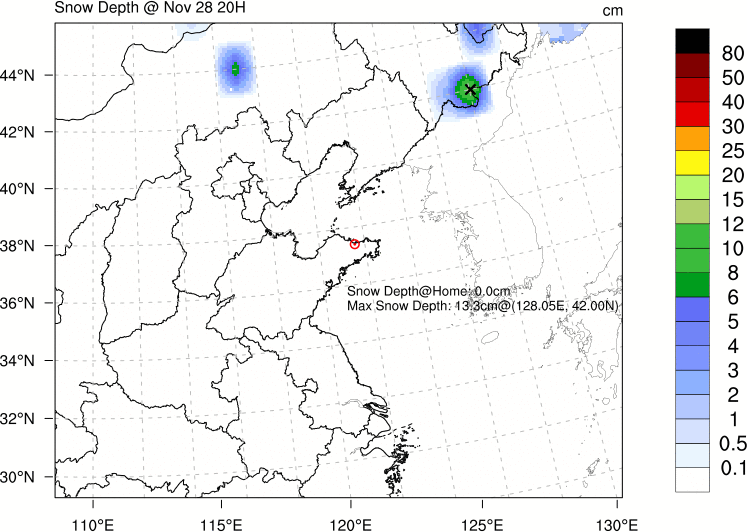 Snow Depth @ Nov 28 20H
cm
44°N
42°N
40°N
38°N
36°N
34°N
32°N
30°N
Snow Depth@Home: 0.0cm
Max Snow Depth: 13.3cm@(128.05E, 42.00N)
110°E
115°E
120°E
125°E
130°E
80
50
40
30
25
20
15
12
10
8
6
5
4
3
2
1
0.5
0.1